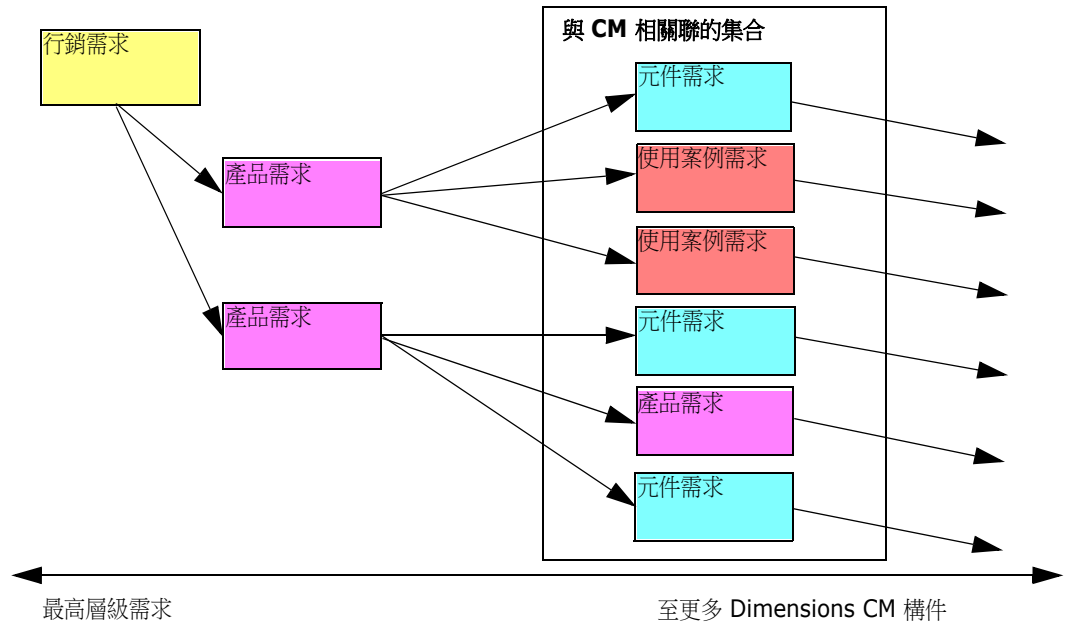 行銷需求
與 CM 相關聯的集合
元件需求
使用案例需求
產品需求
使用案例需求
產品需求
元件需求
產品需求
元件需求
最高層級需求
至更多 Dimensions CM 構件